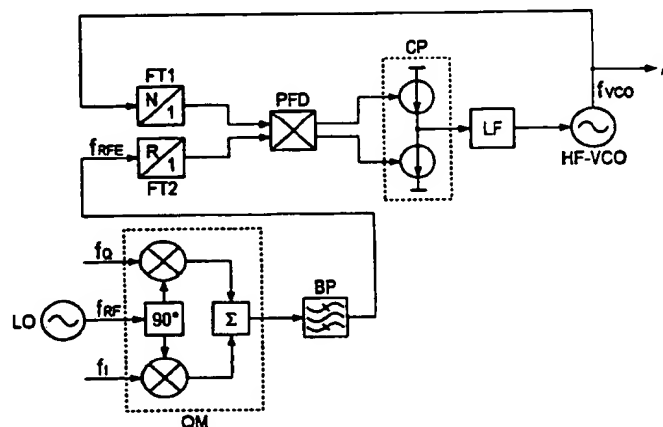 CP
FT1
N/1
PFD
fVCO
A
fRFE
R/1
LF
FT2
HF-VCO
fQ
BP
LO
fRF
90°
Σ
fI
QM